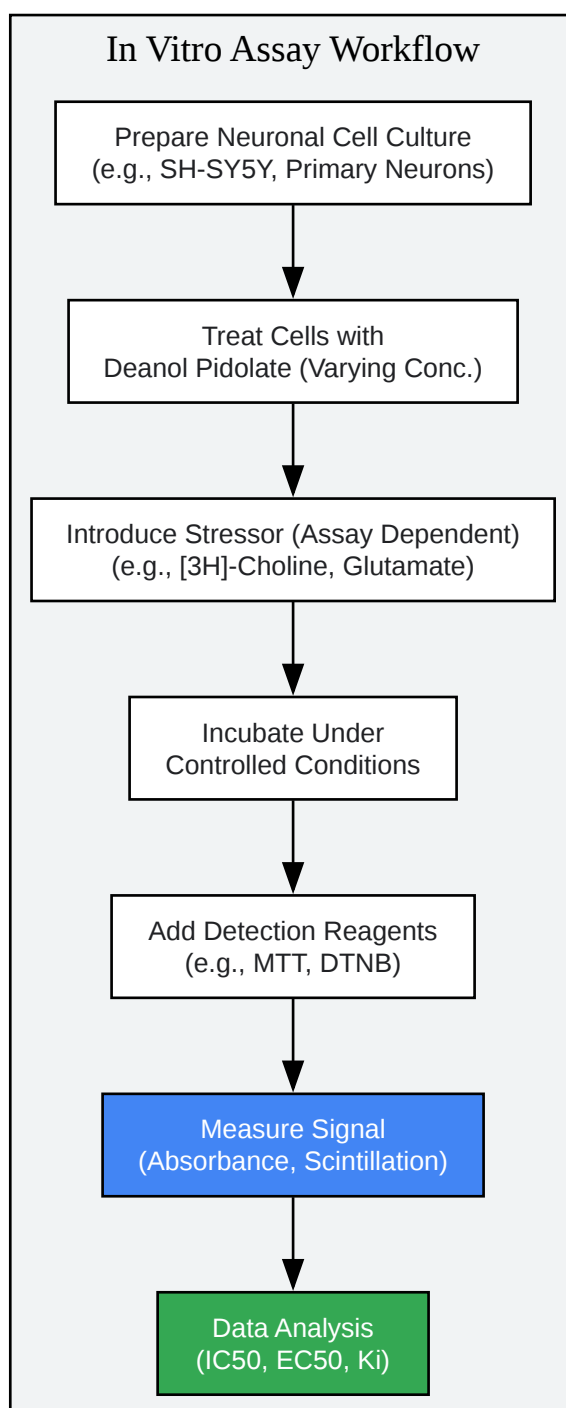 In Vitro Assay Workflow
Prepare Neuronal Cell Culture
(e.g., SH-SY5Y, Primary Neurons)
Treat Cells with
Deanol Pidolate (Varying Conc.)
Introduce Stressor (Assay Dependent)
(e.g., [3H]-Choline, Glutamate)
Incubate Under
Controlled Conditions
Add Detection Reagents
(e.g., MTT, DTNB)
Measure Signal
(Absorbance, Scintillation)
Data Analysis
(IC50, EC50, Ki)